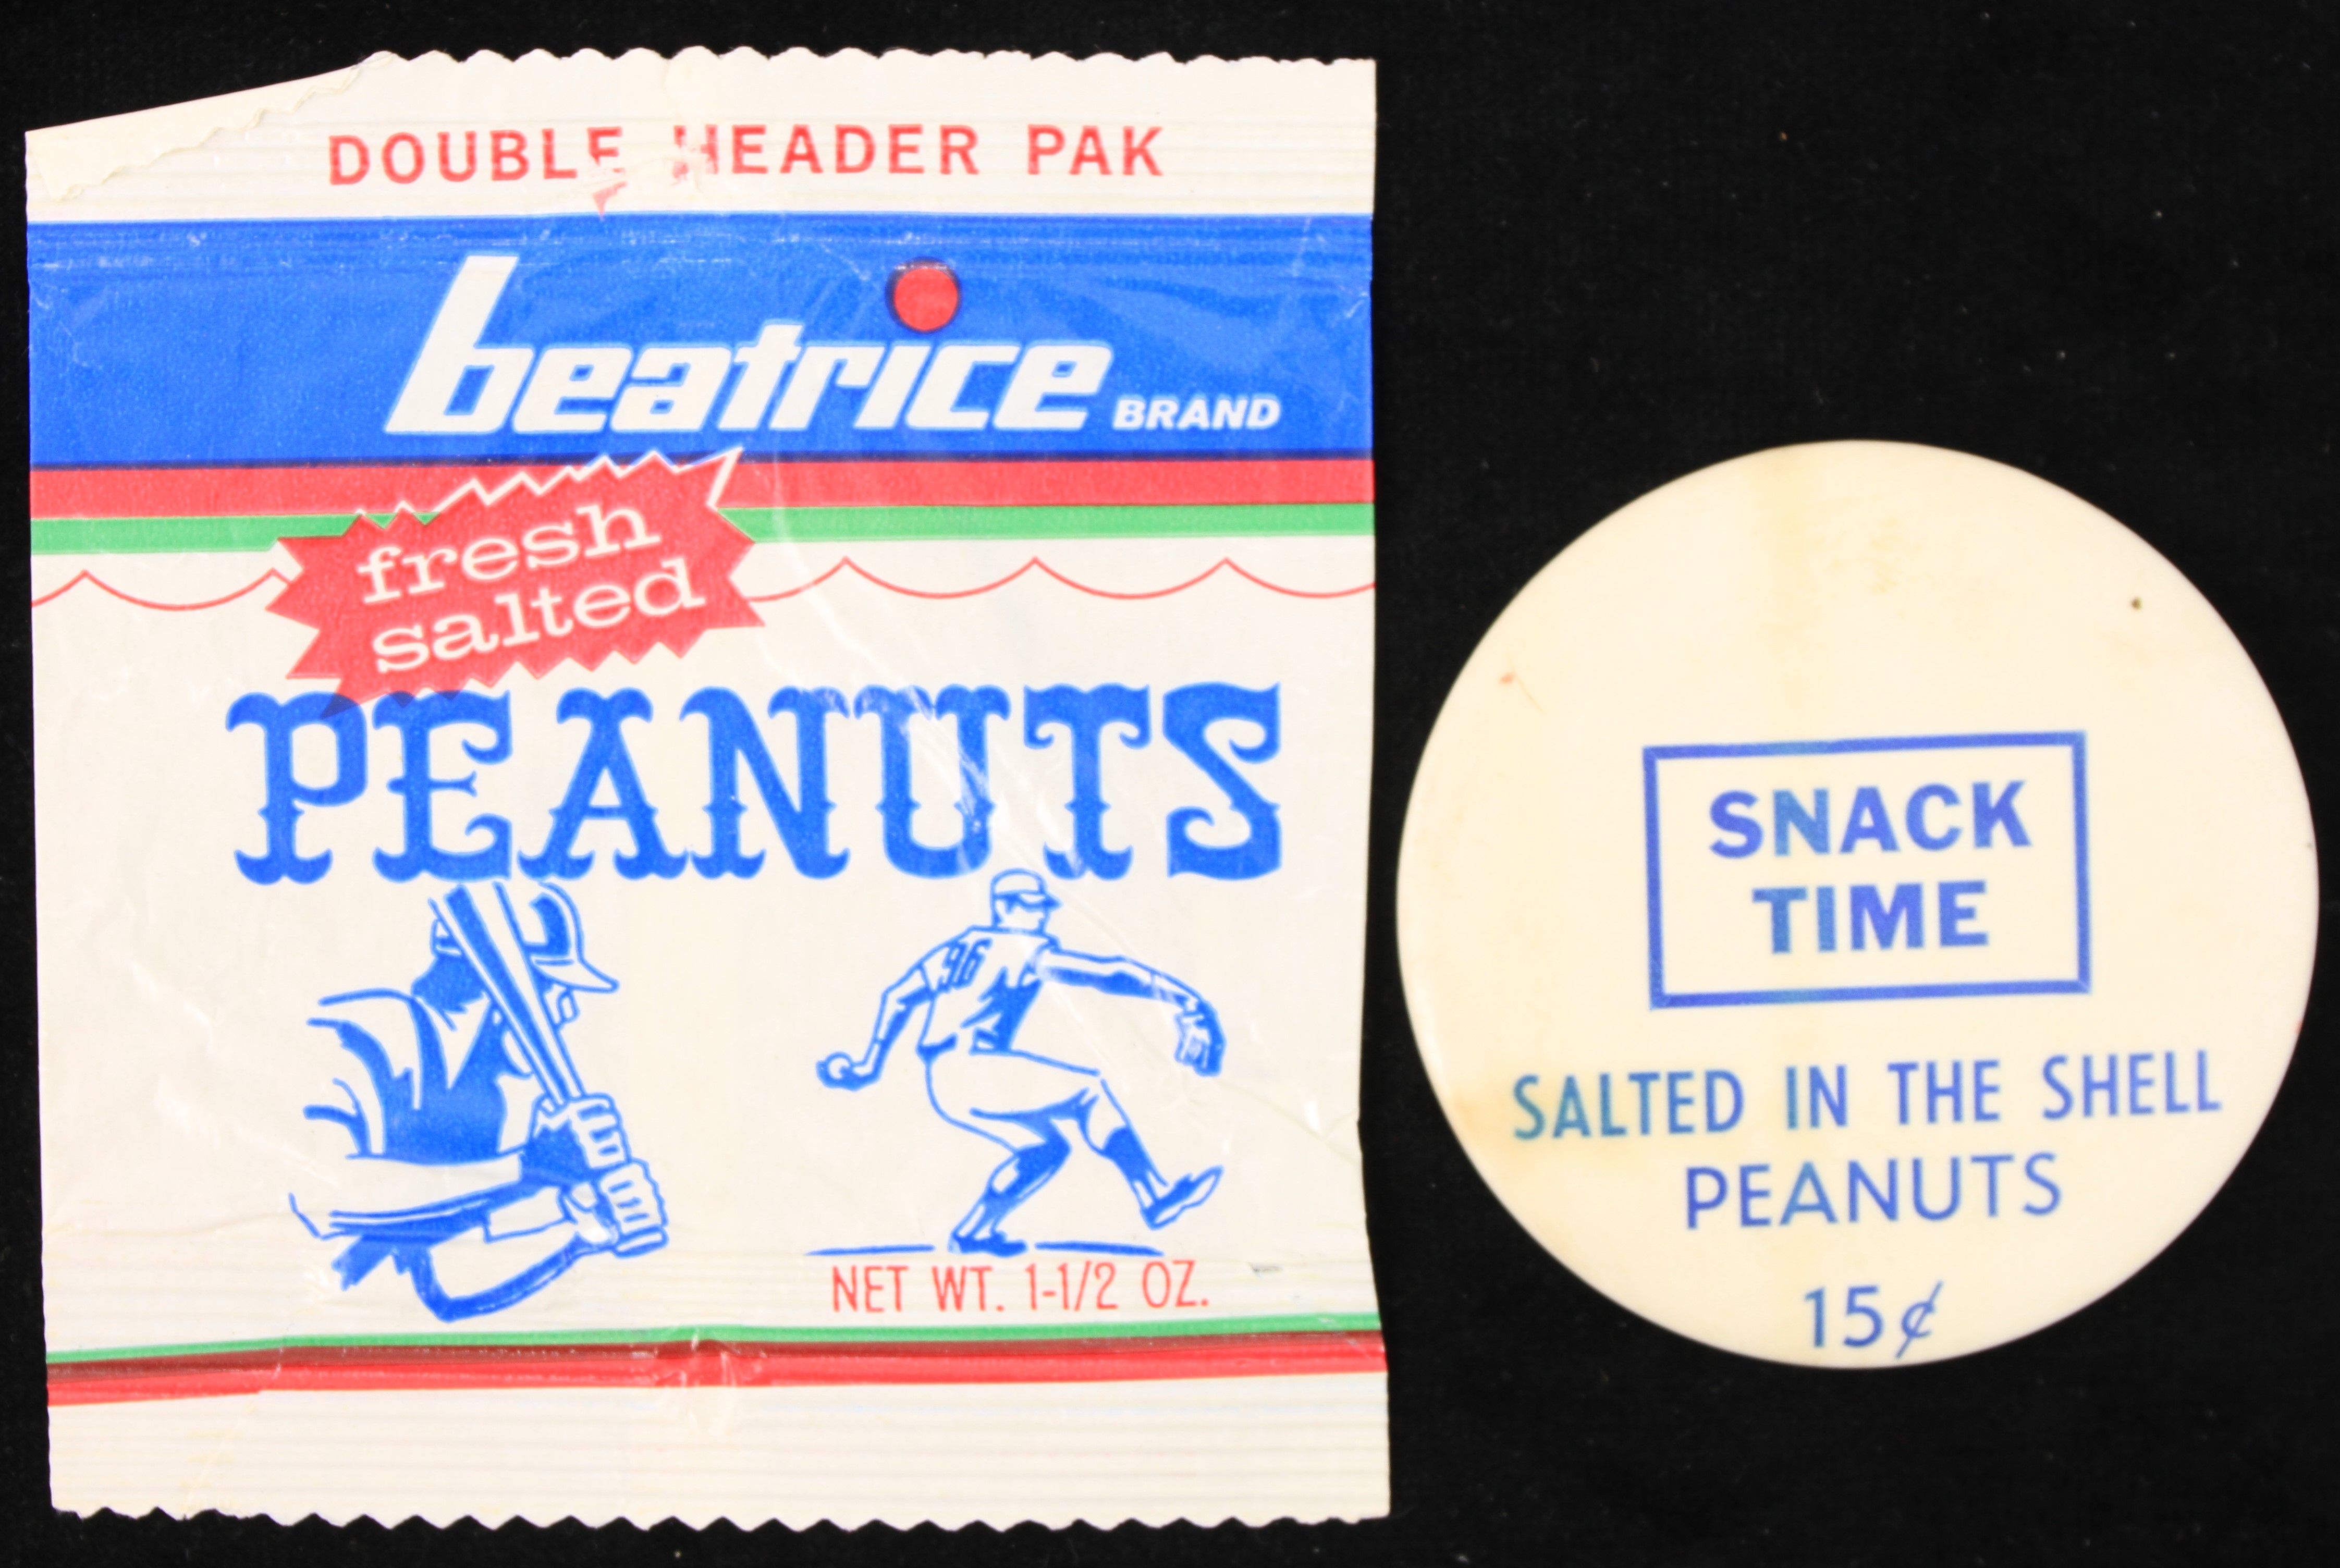 DOUBLE HEADER PAK
beatrice BRAND
fresh
salted
PEANUTS
96
NET WT. 1-1/2 OZ.
SNACK
TIME
SALTED IN THE SHELL
PEANUTS
15¢